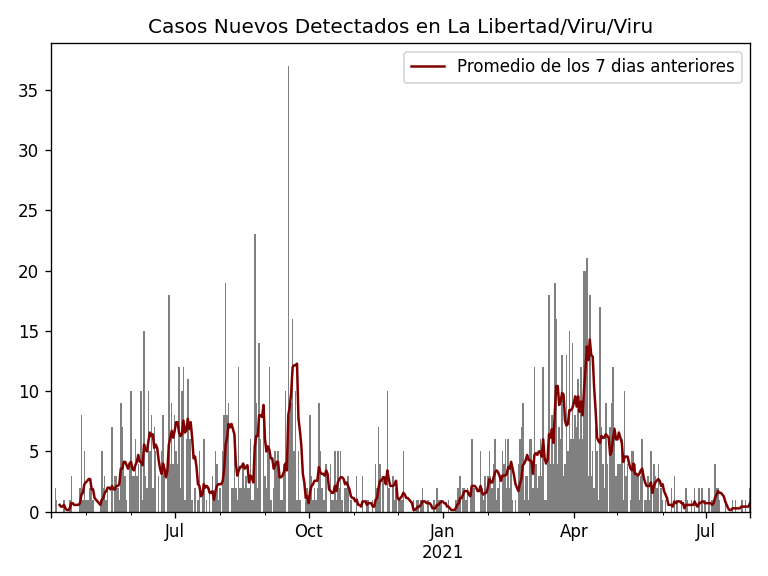 Casos Nuevos Detectados en La Libertad/Viru/Viru
Promedio de los 7 dias anteriores
35
30
25
20
15
10
5
0
Jul
Oct
Jan
2021
Apr
Jul